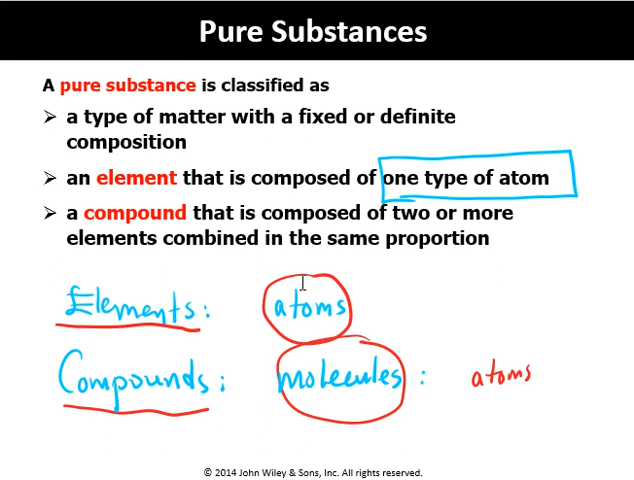 Pure Substances
A pure substance is classified as
➢ a type of matter with a fixed or definite
composition
➢ an element that is composed of one type of atom
➢ a compound that is composed of two or more
elements combined in the same proportion
Elements: atoms
Compounds: molecules: atoms
© 2014 John Wiley & Sons, Inc. All rights reserved.